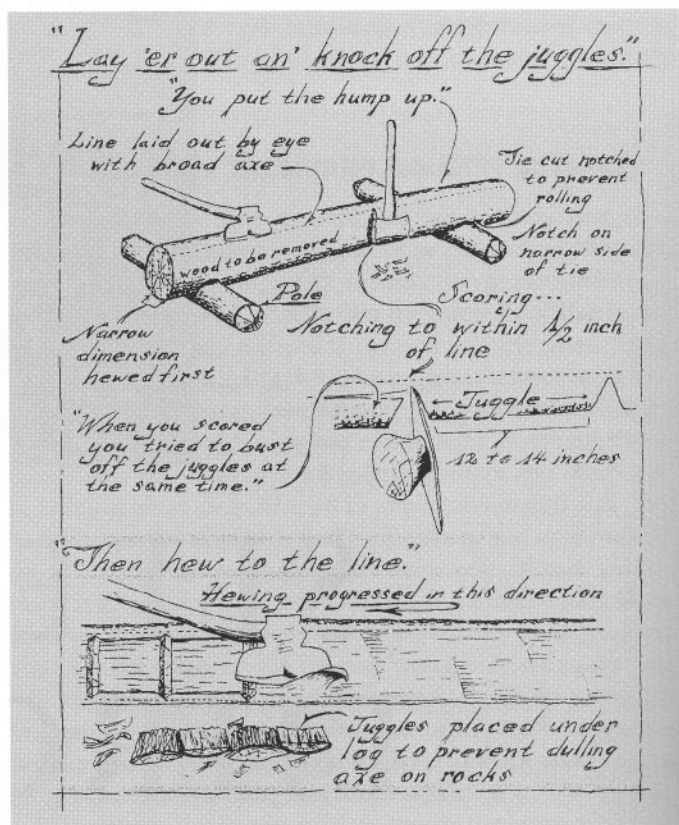 "Lay 'er out an' knock off the juggles."
"You put the hump up."
Line laid out by eye
with broad axe
Tie cut notched
to prevent
rolling
Notch on
narrow side
of tie
wood to be removed
Pole
Narrow
dimension
hewed first
Scoring...
Notching to within 1/2 inch
of line
Juggle
12 to 14 inches
"When you scored
you tried to bust
off the juggles at
the same time."
"Then hew to the line."
Hewing progressed in this direction
Juggles placed under
log to prevent dulling
axe on rocks